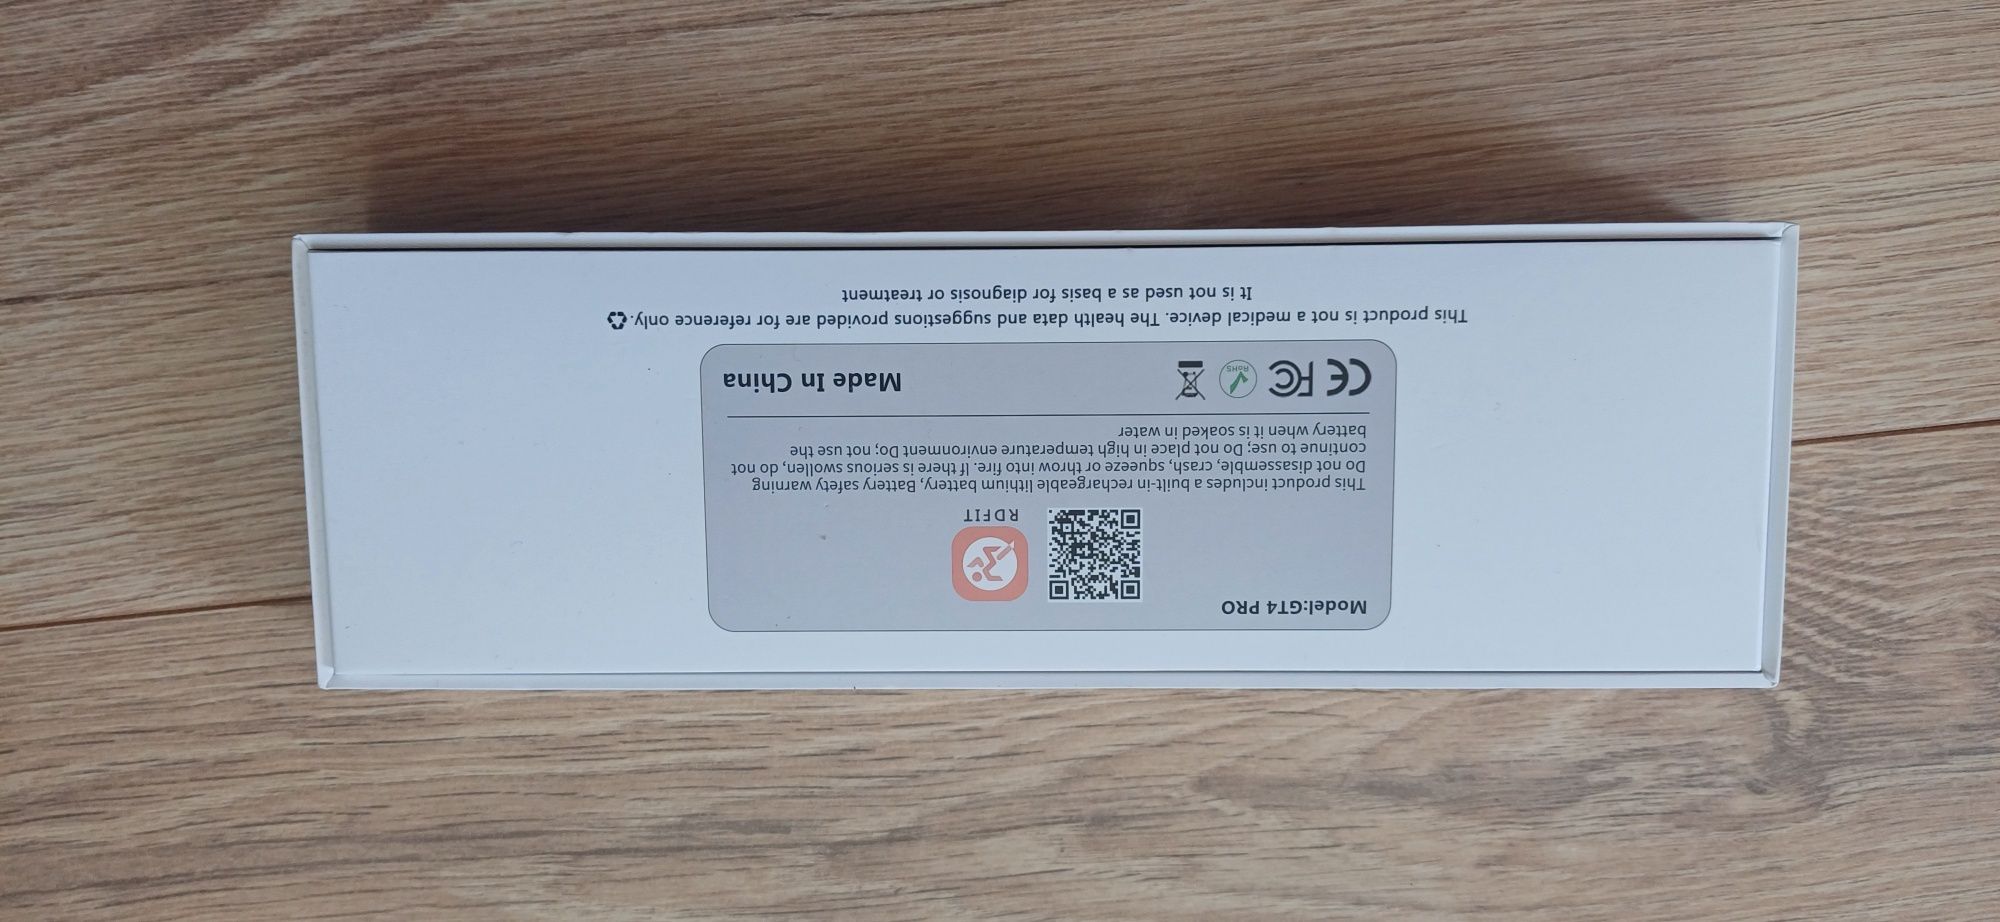 Model:GT4 PRO
RDFIT
This product includes a built-in rechargeable lithium battery, Battery safety warning
Do not disassemble, crash, squeeze or throw into fire. If there is serious swollen, do not
continue to use; Do not place in high temperature environment Do; not use the
battery when it is soaked in water
CE FC RoHS
Made In China
This product is not a medical device. The health data and suggestions provided are for reference only.
It is not used as a basis for diagnosis or treatment